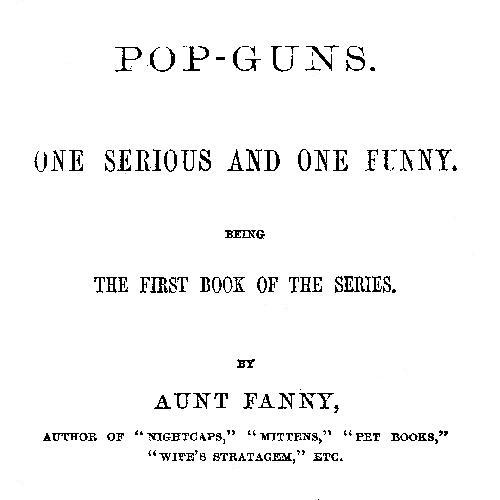 POP-GUNS.
ONE SERIOUS AND ONE FUNNY.
BEING
THE FIRST BOOK OF THE SERIES.
BY
AUNT FANNY,
AUTHOR OF "NIGHTCAPS," "MITTENS," "PET BOOKS,"
"WIFE'S STRATAGEM," ETC.